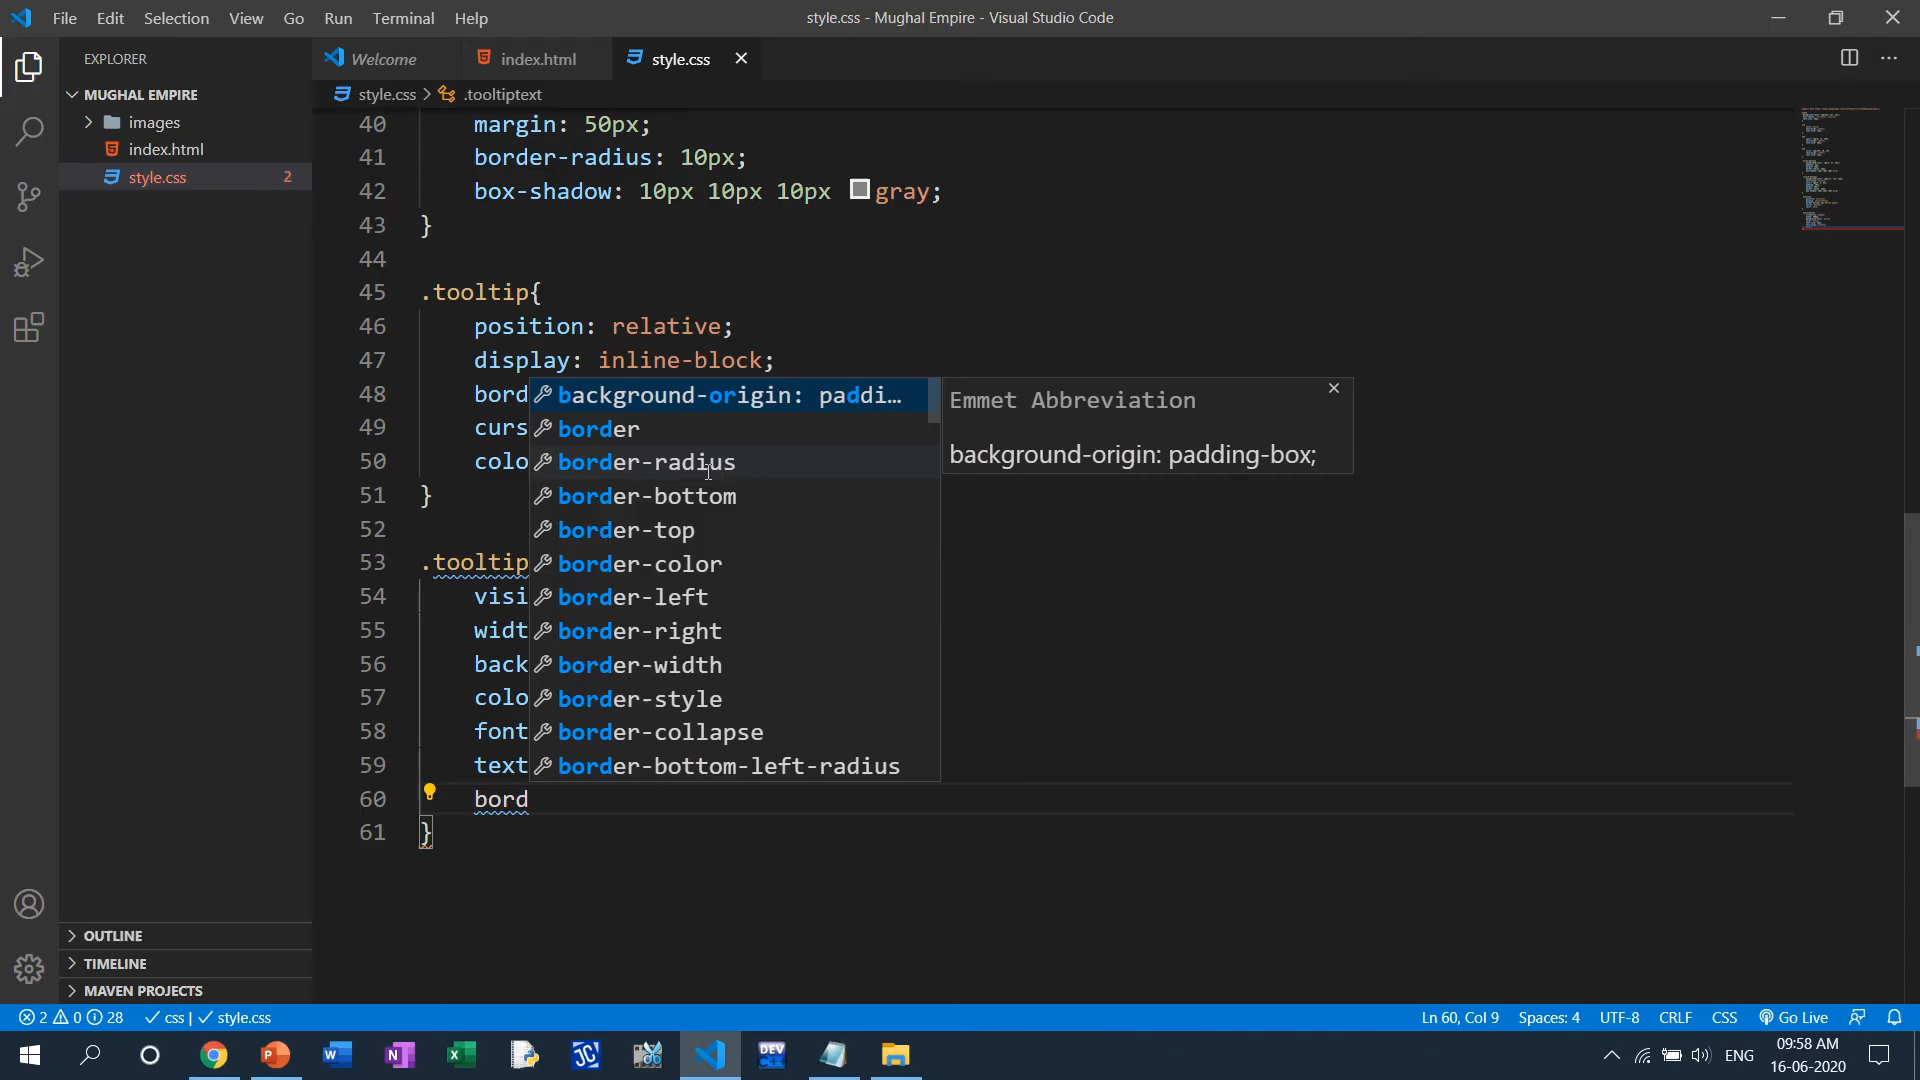 File Edit Selection View Go Run Terminal Help
style.css - Mughal Empire - Visual Studio Code
EXPLORER
MUGHAL EMPIRE
images
index.html
style.css 2
OUTLINE
TIMELINE
MAVEN PROJECTS
Welcome index.html style.css
style.css > .tooltiptext
40 margin: 50px;
41 border-radius: 10px;
42 box-shadow: 10px 10px 10px gray;
43 }
44
45 .tooltip{
46 position: relative;
47 display: inline-block;
48 bord
49 curs
50 colo
51 }
52
53 .tooltip
54 visi
55 widt
56 back
57 colo
58 font
59 text
60 bord
61 }
background-origin: paddi…
border
border-radius
border-bottom
border-top
border-color
border-left
border-right
border-width
border-style
border-collapse
border-bottom-left-radius
Emmet Abbreviation
background-origin: padding-box;
2 0 28 css | style.css
Ln 60, Col 9 Spaces: 4 UTF-8 CRLF CSS Go Live
W N X JC DEV C++
ENG
09:58 AM
16-06-2020